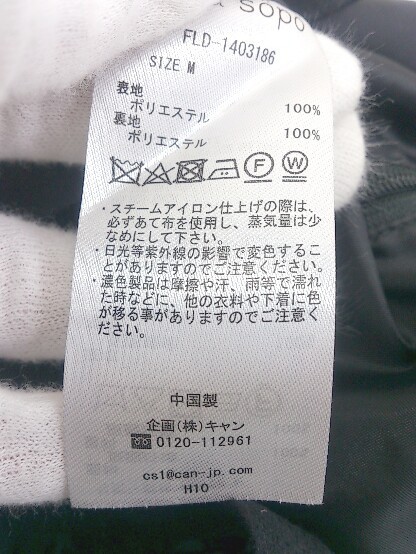 sopo
FLD-1403186
SIZE M
表地
ポリエステル 100%
裏地
ポリエステル 100%
F W
・スチームアイロン仕上げの際は、
必ずあて布を使用し、蒸気量は少
なめにして下さい。
・日光等紫外線の影響で変色するこ
とがありますのでご注意ください。
・濃色製品は摩擦や汗、雨等で濡れ
た時などに、他の衣料や下着に色
が移る事がありますのでご注意く
ださい。
中国製
企画(株)キャン
0120-112961
cs1@can-jp.com
H10